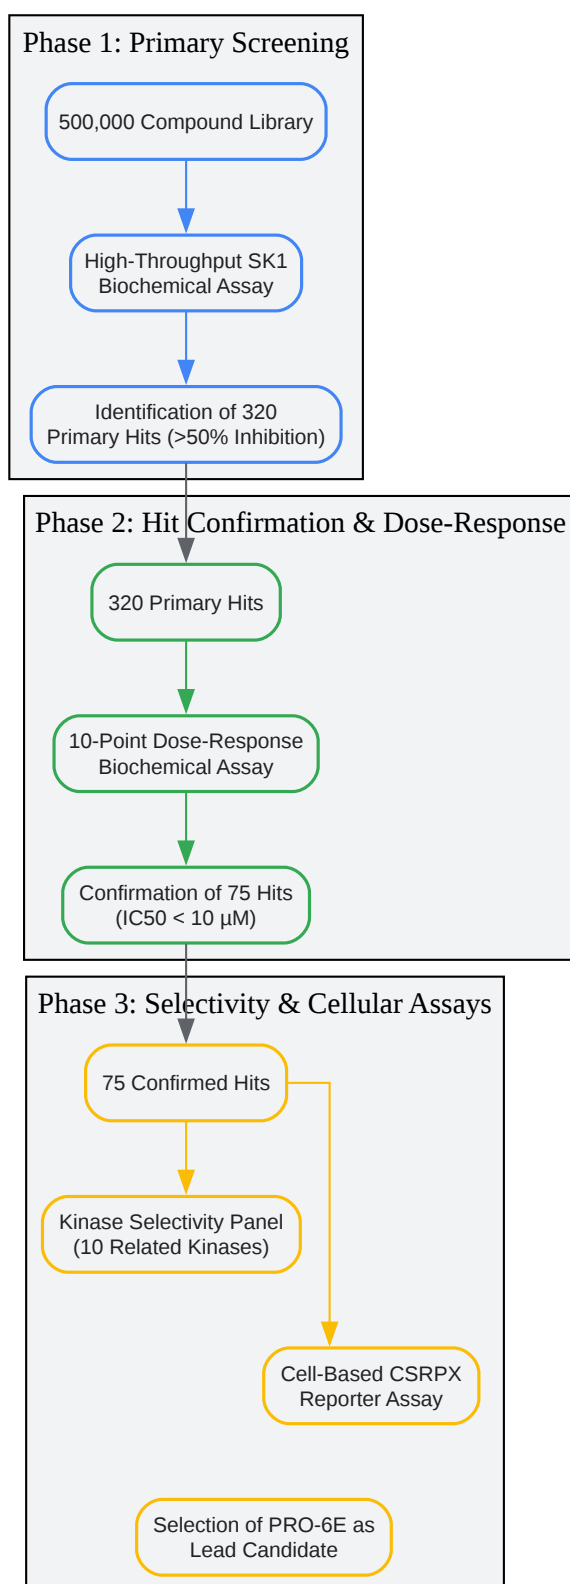 Phase 1: Primary Screening
500,000 Compound Library
High-Throughput SK1
Biochemical Assay
Identification of 320
Primary Hits (>50% Inhibition)
Phase 2: Hit Confirmation & Dose-Response
320 Primary Hits
10-Point Dose-Response
Biochemical Assay
Confirmation of 75 Hits
(IC50 < 10 µM)
Phase 3: Selectivity & Cellular Assays
75 Confirmed Hits
Kinase Selectivity Panel
(10 Related Kinases)
Cell-Based CSRPX
Reporter Assay
Selection of PRO-6E as
Lead Candidate